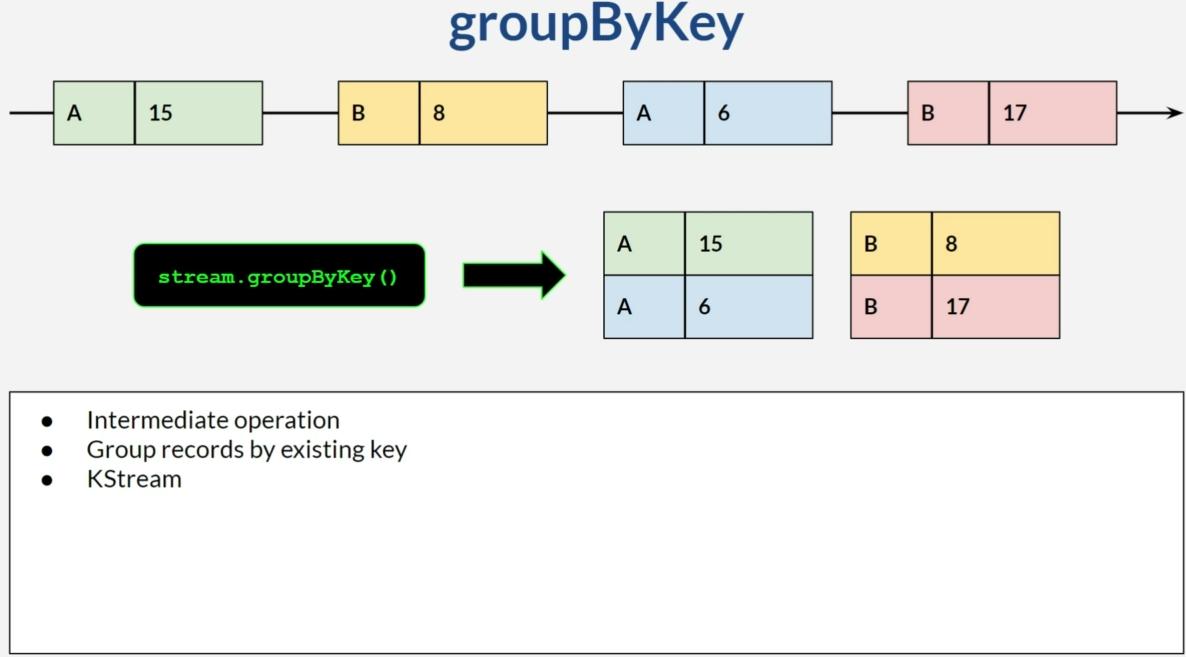 groupByKey
A 15 B 8 A 6 B 17
A 15 B 8
stream.groupByKey()
A 6 B 17
● Intermediate operation
● Group records by existing key
● KStream